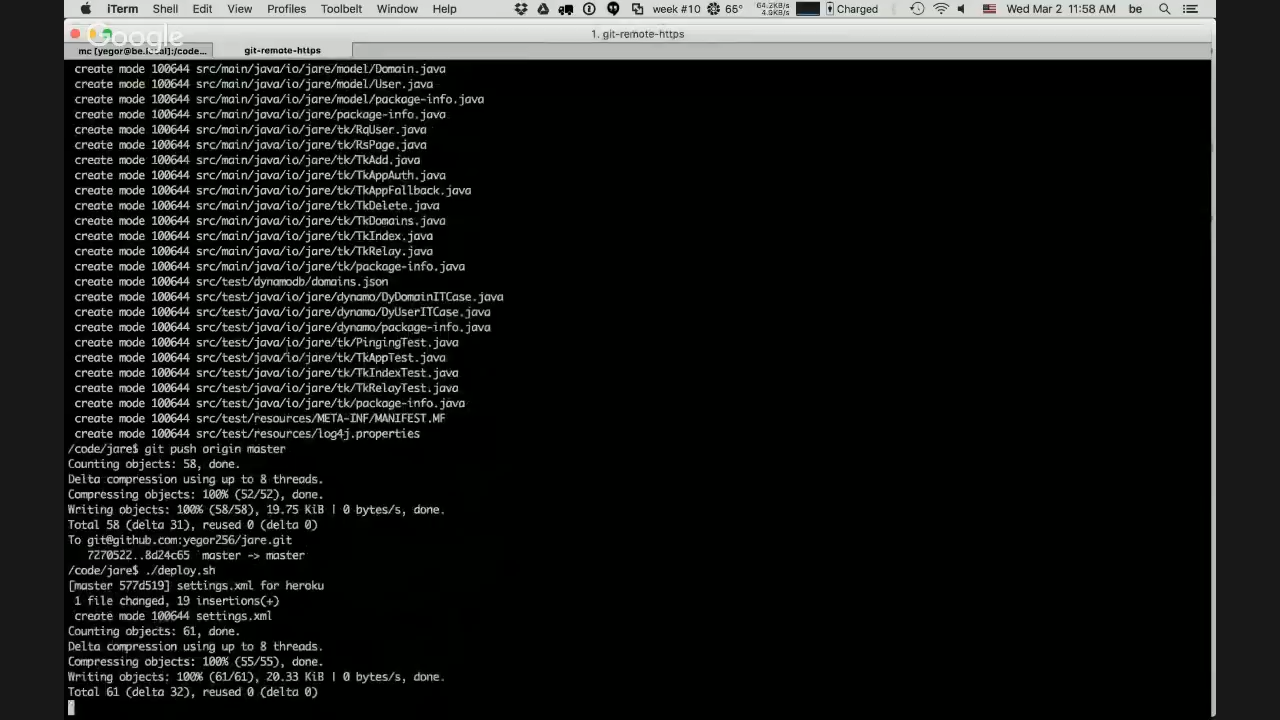 iTerm Shell Edit View Profiles Toolbelt Window Help week #10 66° 64.2KB/s 4.9KB/s Charged Wed Mar 2 11:58 AM be
Google
1. git-remote-https
mc [yegor@be.local]:/code... git-remote-https
create mode 100644 src/main/java/io/jare/model/Domain.java
create mode 100644 src/main/java/io/jare/model/User.java
create mode 100644 src/main/java/io/jare/model/package-info.java
create mode 100644 src/main/java/io/jare/package-info.java
create mode 100644 src/main/java/io/jare/tk/RqUser.java
create mode 100644 src/main/java/io/jare/tk/RsPage.java
create mode 100644 src/main/java/io/jare/tk/TkAdd.java
create mode 100644 src/main/java/io/jare/tk/TkAppAuth.java
create mode 100644 src/main/java/io/jare/tk/TkAppFallback.java
create mode 100644 src/main/java/io/jare/tk/TkDelete.java
create mode 100644 src/main/java/io/jare/tk/TkDomains.java
create mode 100644 src/main/java/io/jare/tk/TkIndex.java
create mode 100644 src/main/java/io/jare/tk/TkRelay.java
create mode 100644 src/main/java/io/jare/tk/package-info.java
create mode 100644 src/test/dynamodb/domains.json
create mode 100644 src/test/java/io/jare/dynamo/DyDomainITCase.java
create mode 100644 src/test/java/io/jare/dynamo/DyUserITCase.java
create mode 100644 src/test/java/io/jare/dynamo/package-info.java
create mode 100644 src/test/java/io/jare/tk/PingingTest.java
create mode 100644 src/test/java/io/jare/tk/TkAppTest.java
create mode 100644 src/test/java/io/jare/tk/TkIndexTest.java
create mode 100644 src/test/java/io/jare/tk/TkRelayTest.java
create mode 100644 src/test/java/io/jare/tk/package-info.java
create mode 100644 src/test/resources/META-INF/MANIFEST.MF
create mode 100644 src/test/resources/log4j.properties
/code/jare$ git push origin master
Counting objects: 58, done.
Delta compression using up to 8 threads.
Compressing objects: 100% (52/52), done.
Writing objects: 100% (58/58), 19.75 KiB | 0 bytes/s, done.
Total 58 (delta 31), reused 0 (delta 0)
To git@github.com:yegor256/jare.git
7270522..8d24c65 master -> master
/code/jare$ ./deploy.sh
[master 577d519] settings.xml for heroku
1 file changed, 19 insertions(+)
create mode 100644 settings.xml
Counting objects: 61, done.
Delta compression using up to 8 threads.
Compressing objects: 100% (55/55), done.
Writing objects: 100% (61/61), 20.33 KiB | 0 bytes/s, done.
Total 61 (delta 32), reused 0 (delta 0)